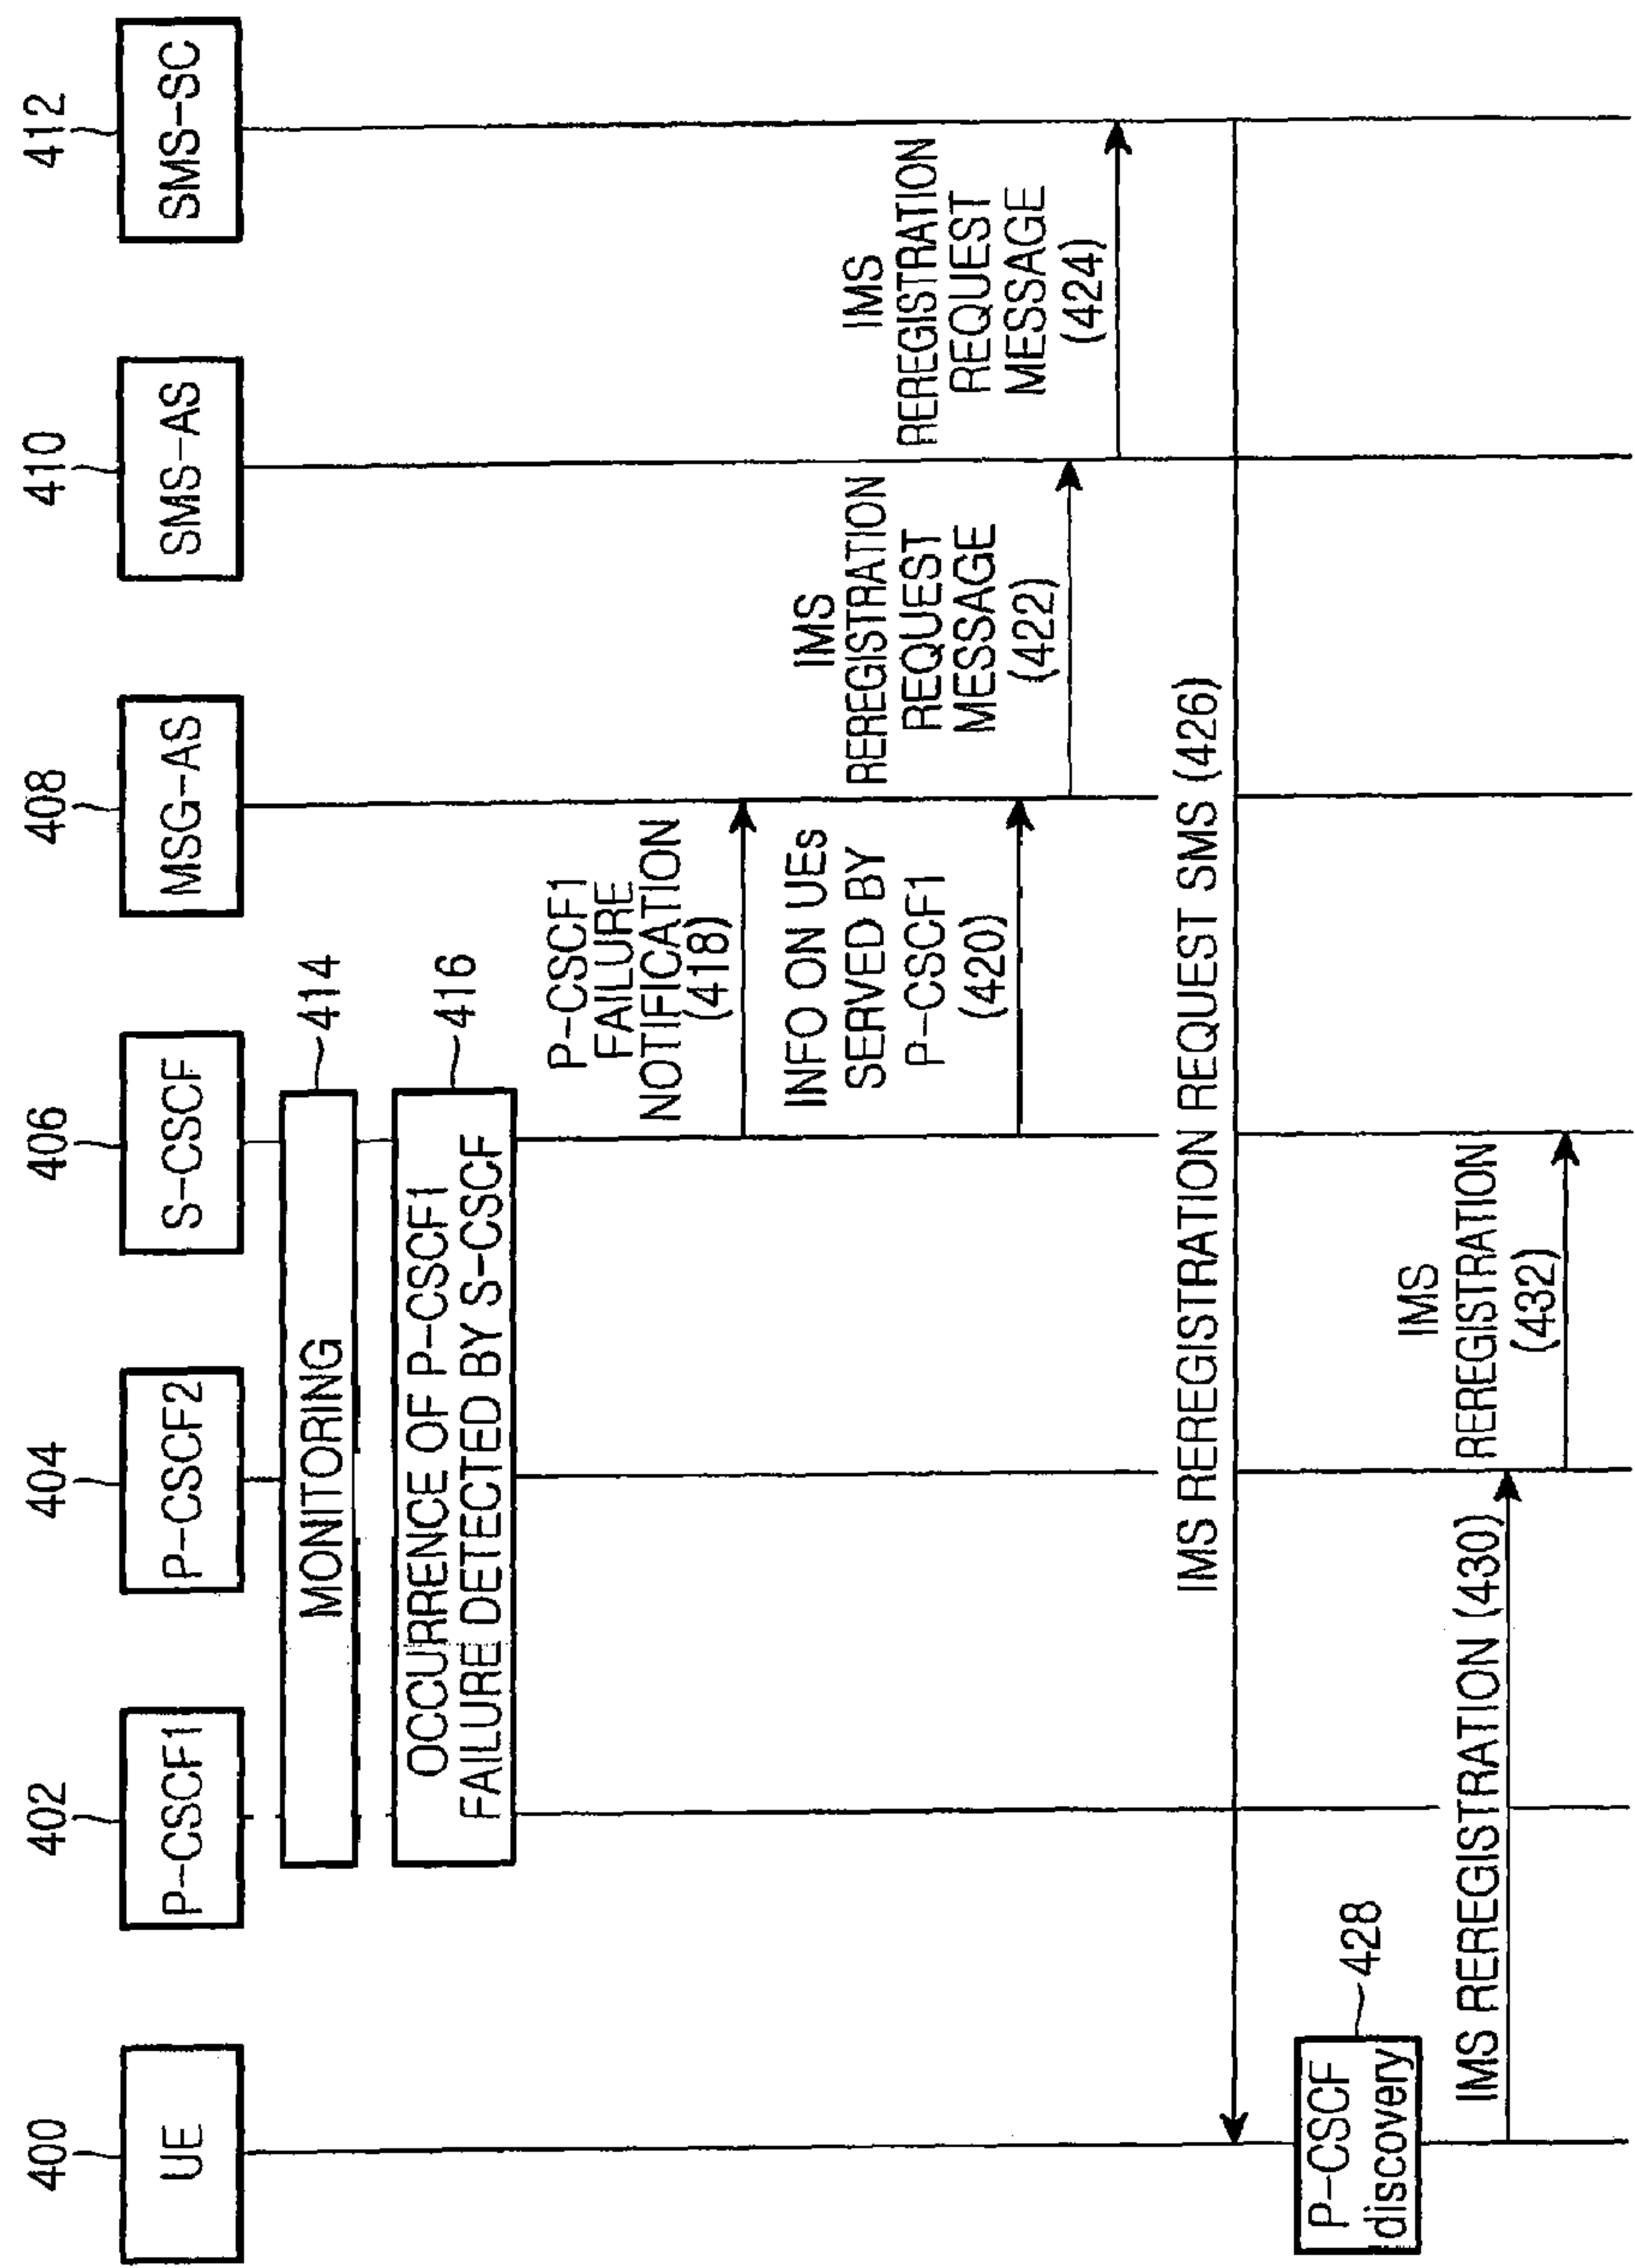 400
402
404
406
408
410
412
UE
P-CSCF1
P-CSCF2
S-CSCF
MSG-AS
SMS-AS
SMS-SC
MONITORING
414
OCCURRENCE OF P-CSCF1
FAILURE DETECTED BY S-CSCF
416
P-CSCF1
FAILURE
NOTIFICATION
(418)
INFO ON UEs
SERVED BY
P-CSCF1
(420)
IMS
REREGISTRATION
REQUEST
MESSAGE
(422)
IMS
REREGISTRATION
REQUEST
MESSAGE
(424)
IMS REREGISTRATION REQUEST SMS (426)
P-CSCF
discovery
428
IMS REREGISTRATION (430)
IMS
REREGISTRATION
(432)